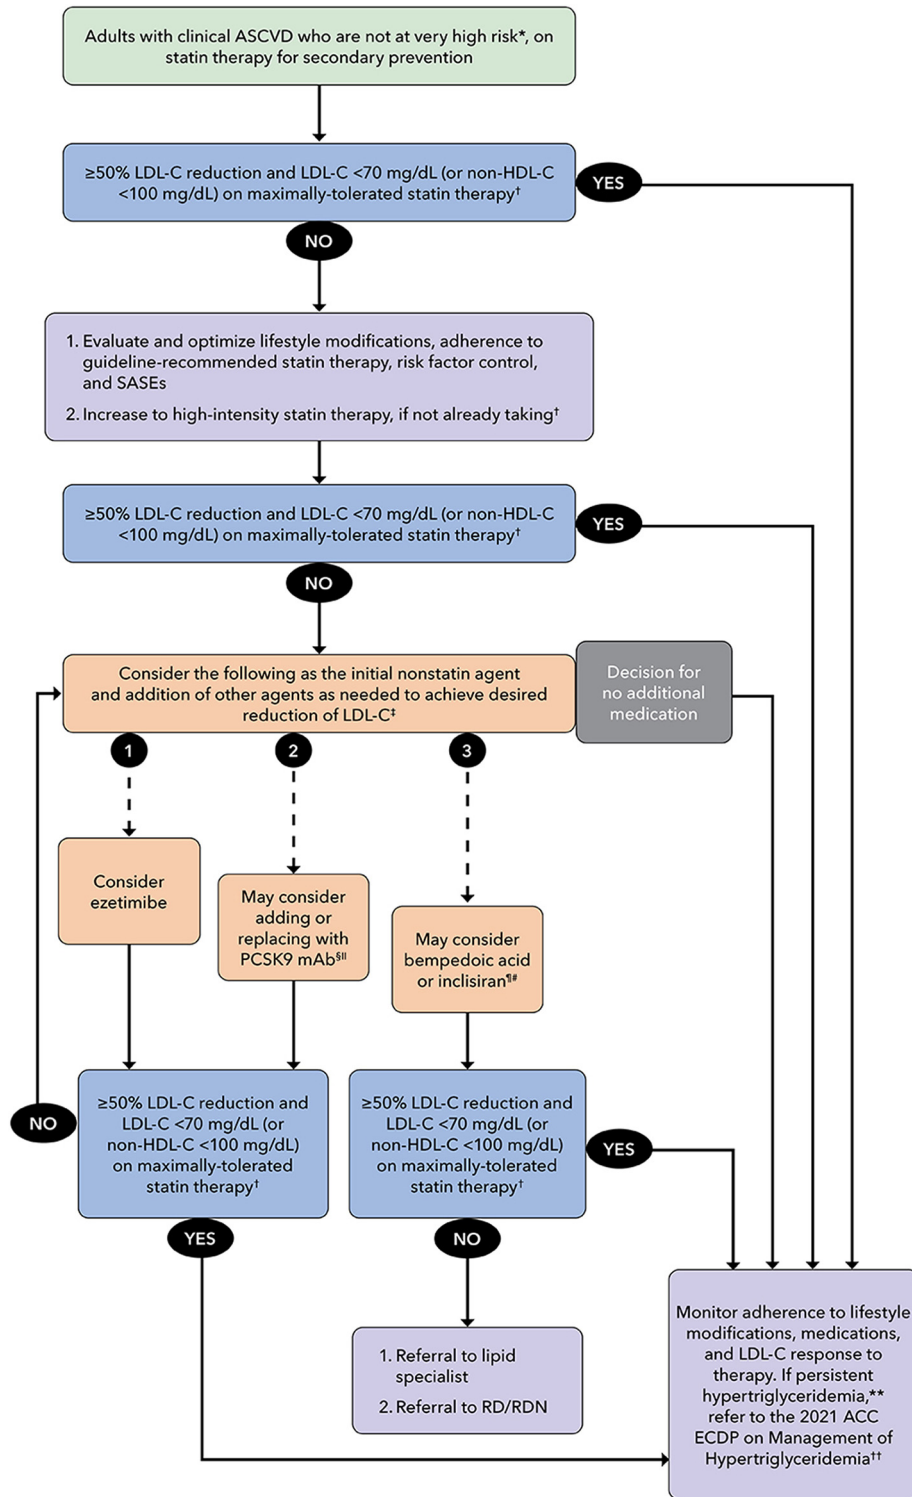 Adults with clinical ASCVD who are not at very high risk*, on
statin therapy for secondary prevention
≥50% LDL-C reduction and LDL-C <70 mg/dL (or non-HDL-C
<100 mg/dL) on maximally-tolerated statin therapy†
YES
NO
1. Evaluate and optimize lifestyle modifications, adherence to
guideline-recommended statin therapy, risk factor control,
and SASEs
2. Increase to high-intensity statin therapy, if not already taking†
≥50% LDL-C reduction and LDL-C <70 mg/dL (or non-HDL-C
<100 mg/dL) on maximally-tolerated statin therapy†
YES
NO
Consider the following as the initial nonstatin agent
and addition of other agents as needed to achieve desired
reduction of LDL-C‡
Decision for
no additional
medication
1
2
3
Consider
ezetimibe
May consider
adding or
replacing with
PCSK9 mAb§||
May consider
bempedoic acid
or inclisiran¶#
NO
≥50% LDL-C reduction and
LDL-C <70 mg/dL (or
non-HDL-C <100 mg/dL)
on maximally-tolerated
statin therapy†
≥50% LDL-C reduction and
LDL-C <70 mg/dL (or
non-HDL-C <100 mg/dL)
on maximally-tolerated
statin therapy†
YES
YES
NO
1. Referral to lipid
specialist
2. Referral to RD/RDN
Monitor adherence to lifestyle
modifications, medications,
and LDL-C response to
therapy. If persistent
hypertriglyceridemia,**
refer to the 2021 ACC
ECDP on Management of
Hypertriglyceridemia††